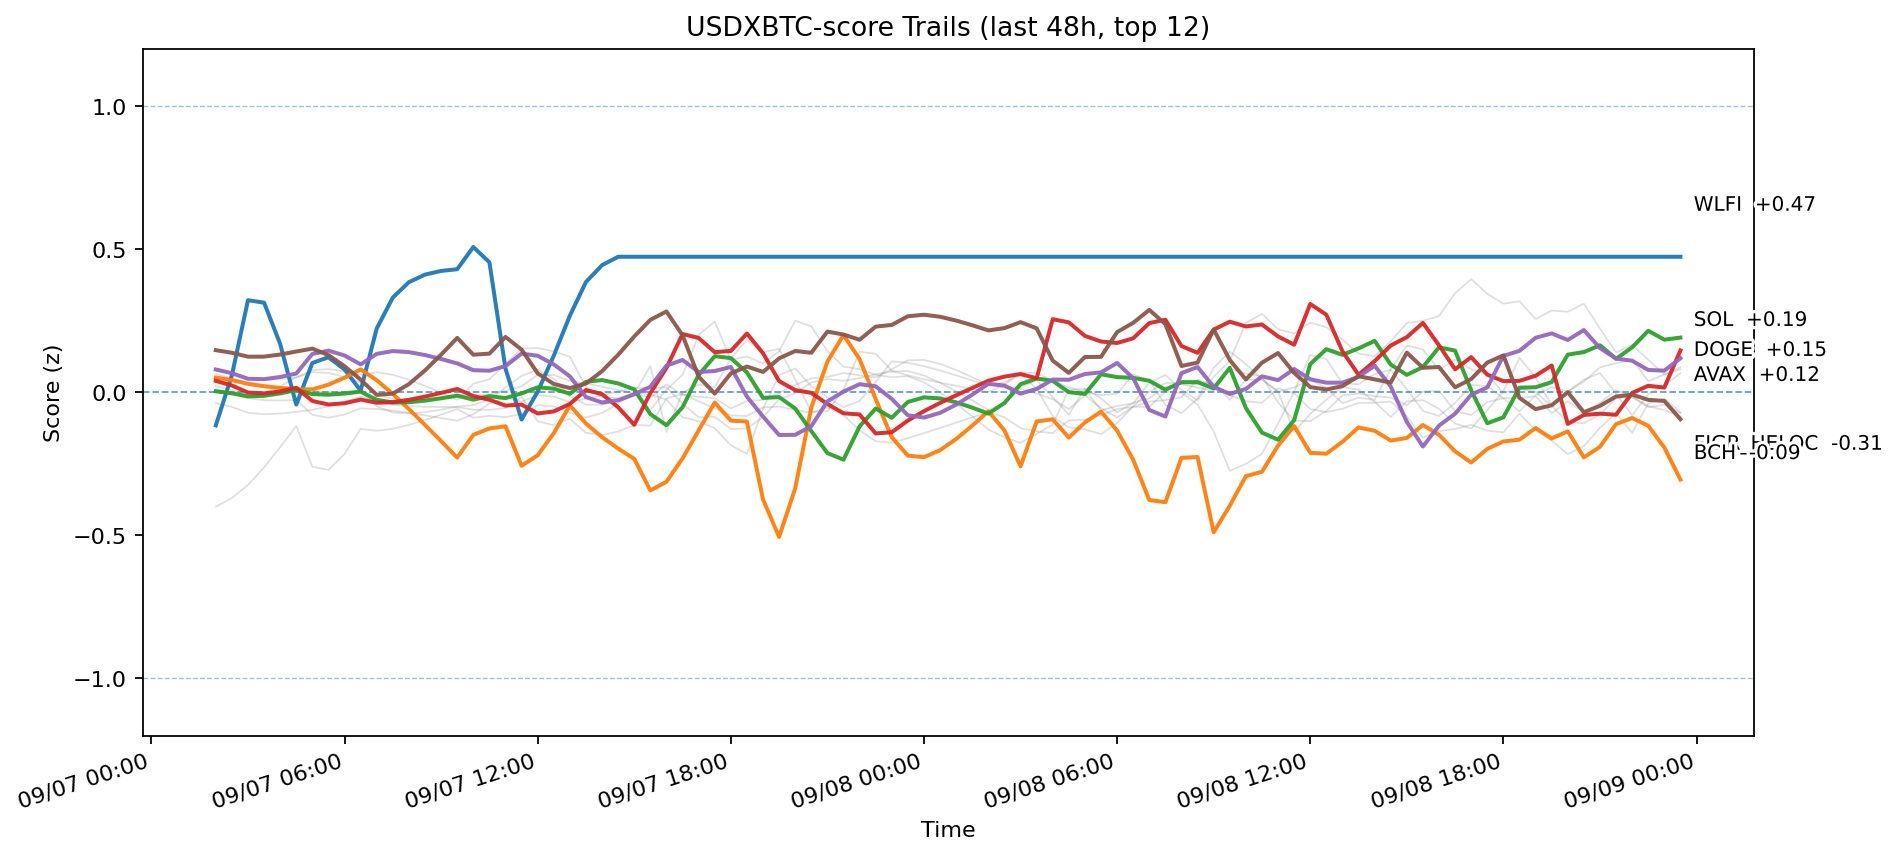 USDXBTC-score Trails (last 48h, top 12)
Score (z)
1.0
0.5
0.0
−0.5
−1.0
WLFI +0.47
SOL +0.19
DOGE +0.15
AVAX +0.12
-0.31
BCH -0.09
09/07 00:00
09/07 06:00
09/07 12:00
09/07 18:00
09/08 00:00
09/08 06:00
09/08 12:00
09/08 18:00
09/09 00:00
Time